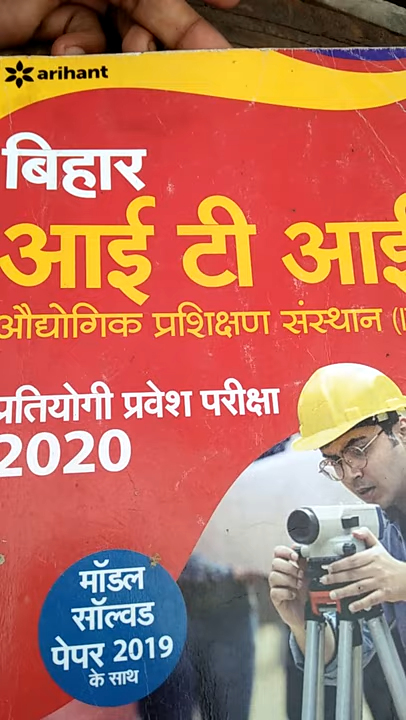 arihant
बिहार
आई टी आई
औद्योगिक प्रशिक्षण संस्थान (I
प्रतियोगी प्रवेश परीक्षा
2020
मॉडल
सॉल्वड
पेपर 2019
के साथ